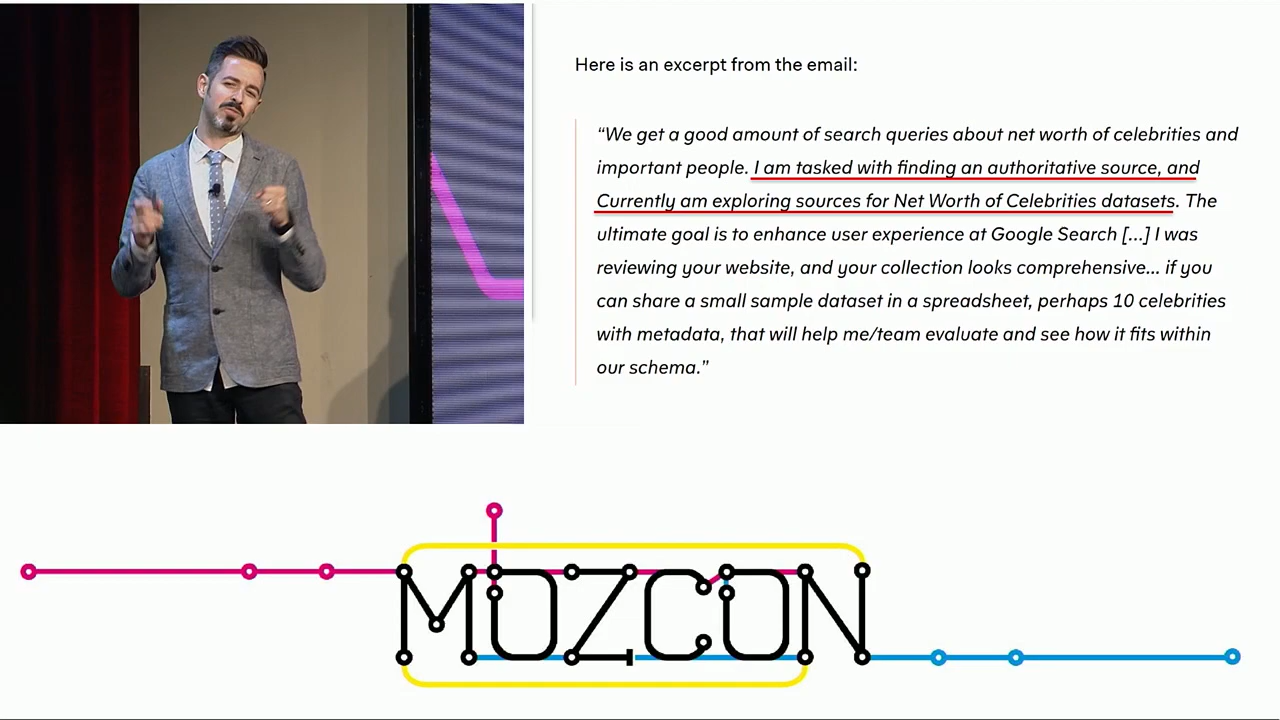 Here is an excerpt from the email:
“We get a good amount of search queries about net worth of celebrities and
important people. I am tasked with finding an authoritative source, and
Currently am exploring sources for Net Worth of Celebrities datasets. The
ultimate goal is to enhance user experience at Google Search [...] I was
reviewing your website, and your collection looks comprehensive... if you
can share a small sample dataset in a spreadsheet, perhaps 10 celebrities
with metadata, that will help me/team evaluate and see how it fits within
our schema.”
MOZCON